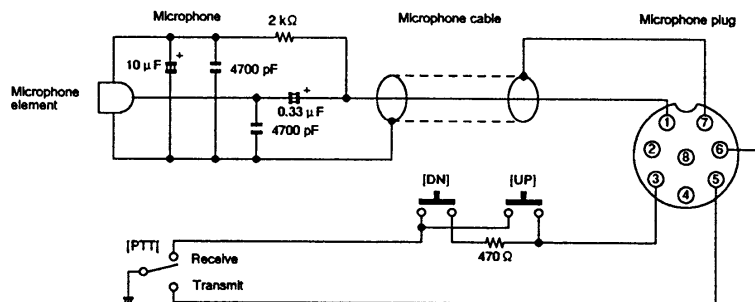 Microphone
2 kΩ
Microphone cable
Microphone plug
10 μF
+
4700 pF
Microphone
element
+
0.33 μF
4700 pF
1
7
2
8
6
3
5
4
[DN]
[UP]
470 Ω
[PTT]
Receive
Transmit